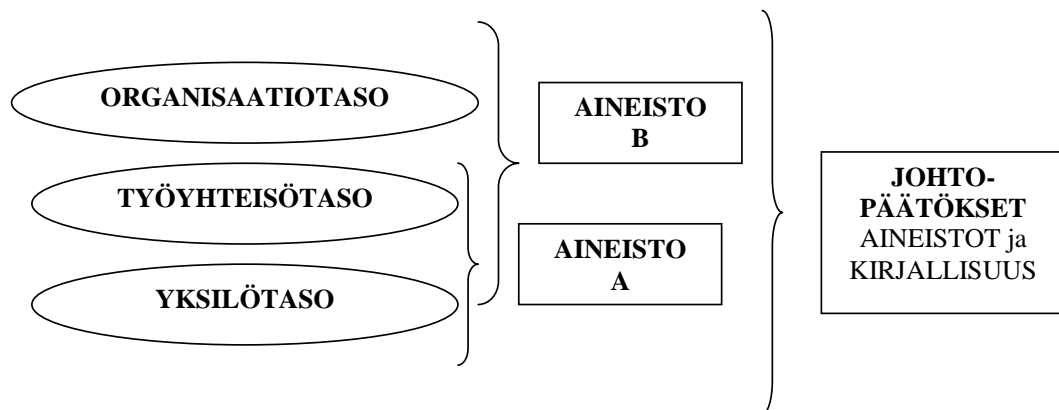 ORGANISAATIOTASO
TYÖYHTEISÖTASO
YKSILÖTASO
AINEISTO
B
AINEISTO
A
JOHTO-
PÄÄTÖKSET
AINEISTOT ja
KIRJALLISUUS